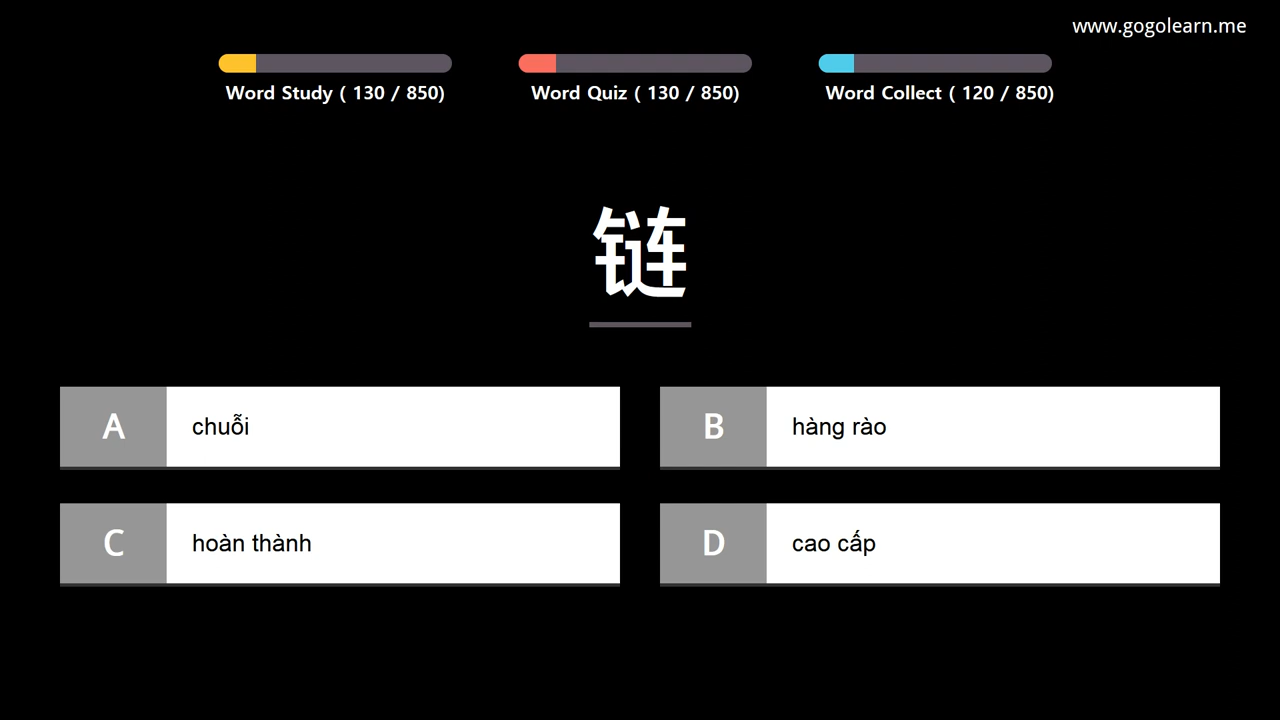 www.gogolearn.me
Word Study ( 130 / 850)
Word Quiz ( 130 / 850)
Word Collect ( 120 / 850)
链
A chuỗi
B hàng rào
C hoàn thành
D cao cấp